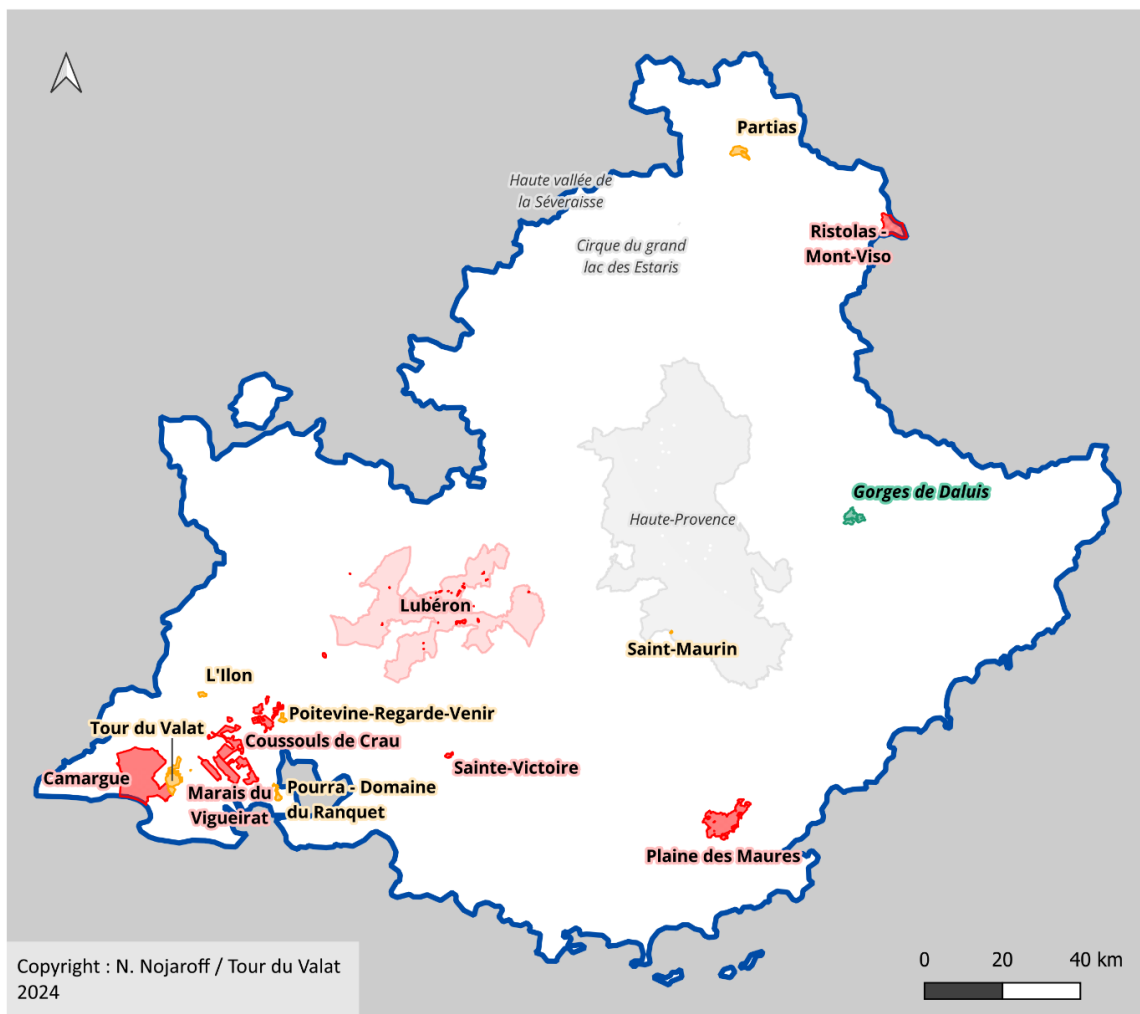 Partias
Haute vallée de
la Séveraisse
Ristolas -
Mont-Viso
Cirque du grand
lac des Estaris
Gorges de Daluis
Haute-Provence
Lubéron
Saint-Maurin
L'Ilon
Poitevine-Regarde-Venir
Tour du Valat
Coussouls de Crau
Sainte-Victoire
Camargue
Marais du
Vigueirat
Pourra - Domaine
du Ranquet
Plaine des Maures
Copyright : N. Nojaroff / Tour du Valat
2024
0 20 40 km